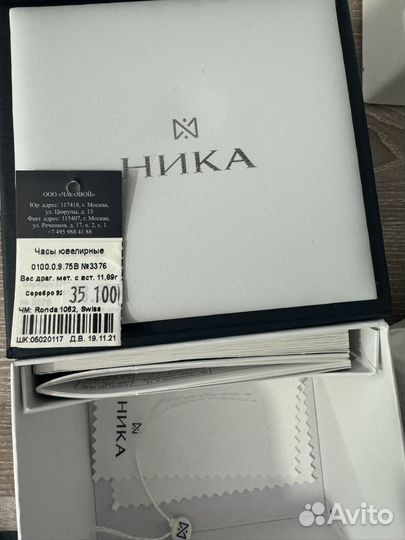 НИКА
ООО «ЧАСОВОЙ»
Юр. адрес: 117418, г. Москва,
ул. Цюрупы, д. 13
Факт. адрес: 115407, г. Москва,
ул. Речников, д. 17, к. 2, с. 1
+7 495 988 41 88
Часы ювелирные
0100.0.9.75В №3376
Вес драг. мет. с вст. 11,89г
Серебро 92
35 100
ЧМ: Ronda 1062, Swiss
ШК:05020117 Д.В. 19.11.21
НИКА
Avito